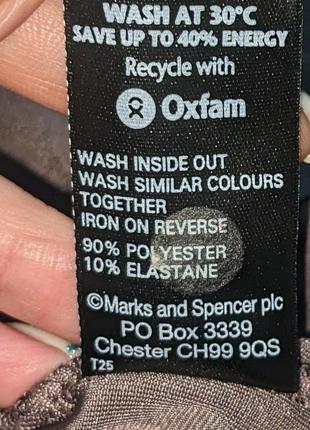 WASH AT 30°C
SAVE UP TO 40% ENERGY
Recycle with
Oxfam
WASH INSIDE OUT
WASH SIMILAR COLOURS
TOGETHER
IRON ON REVERSE
90% POLYESTER
10% ELASTANE
©Marks and Spencer plc
PO Box 3339
Chester CH99 9QS
T25